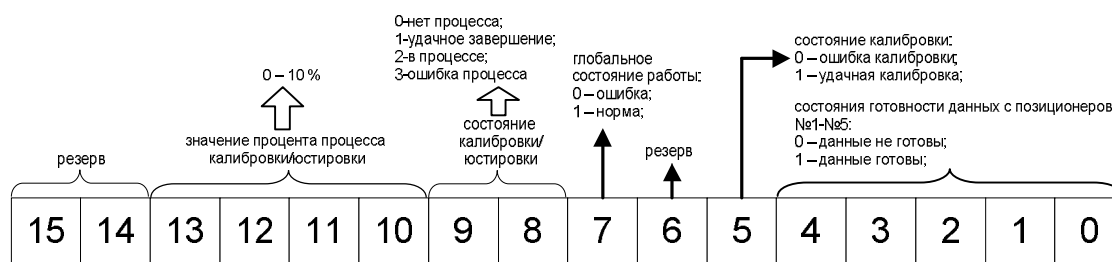 0-нет процесса;
1-удачное завершение;
2-в процессе;
3-ошибка процесса
0 – 10 %
глобальное
состояние работы:
0 – ошибка;
1 – норма;
состояние калибровки:
0 – ошибка калибровки;
1 – удачная калибровка;
состояния готовности данных с позиционеров
№1-№5:
0 – данные не готовы;
1 – данные готовы;
значение процента процесса
калибровки/юстировки
состояние
калибровки/
юстировки
резерв
резерв
15 14 13 12 11 10 9 8 7 6 5 4 3 2 1 0